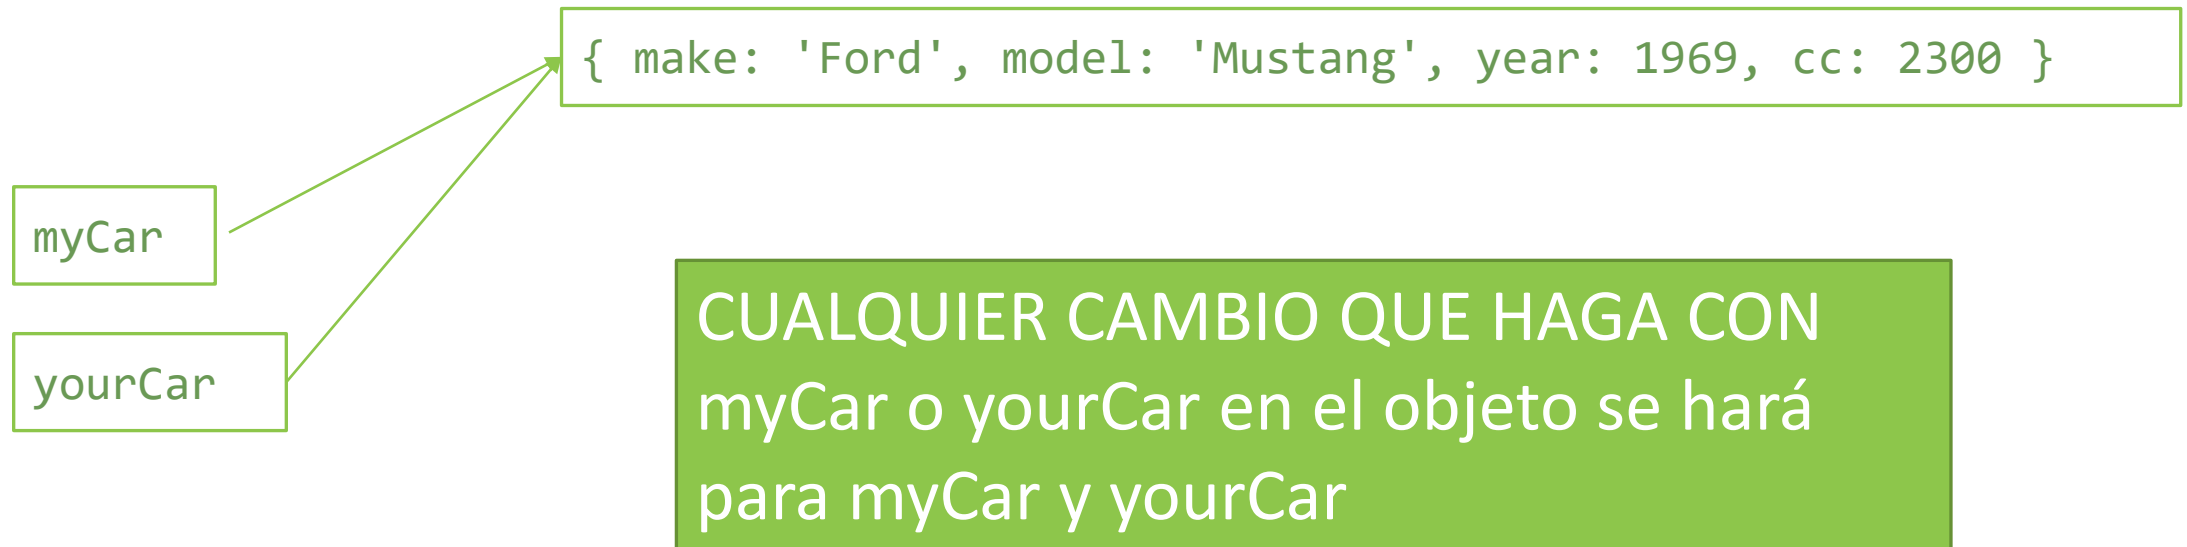 { make: 'Ford', model: 'Mustang', year: 1969, cc: 2300 }
myCar
yourCar
CUALQUIER CAMBIO QUE HAGA CON
myCar o yourCar en el objeto se hará
para myCar y yourCar